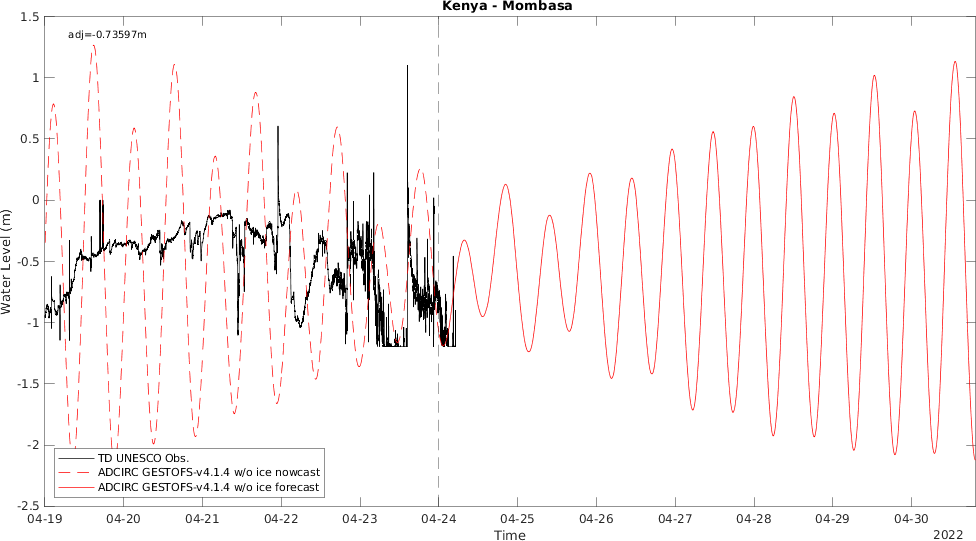 Kenya - Mombasa
adj=-0.73597m
1.5
1
0.5
0
-0.5
-1
-1.5
-2
-2.5
Water Level (m)
TD UNESCO Obs.
ADCIRC GESTOFS-v4.1.4 w/o ice nowcast
ADCIRC GESTOFS-v4.1.4 w/o ice forecast
04-19 04-20 04-21 04-22 04-23 04-24 04-25 04-26 04-27 04-28 04-29 04-30
Time
2022